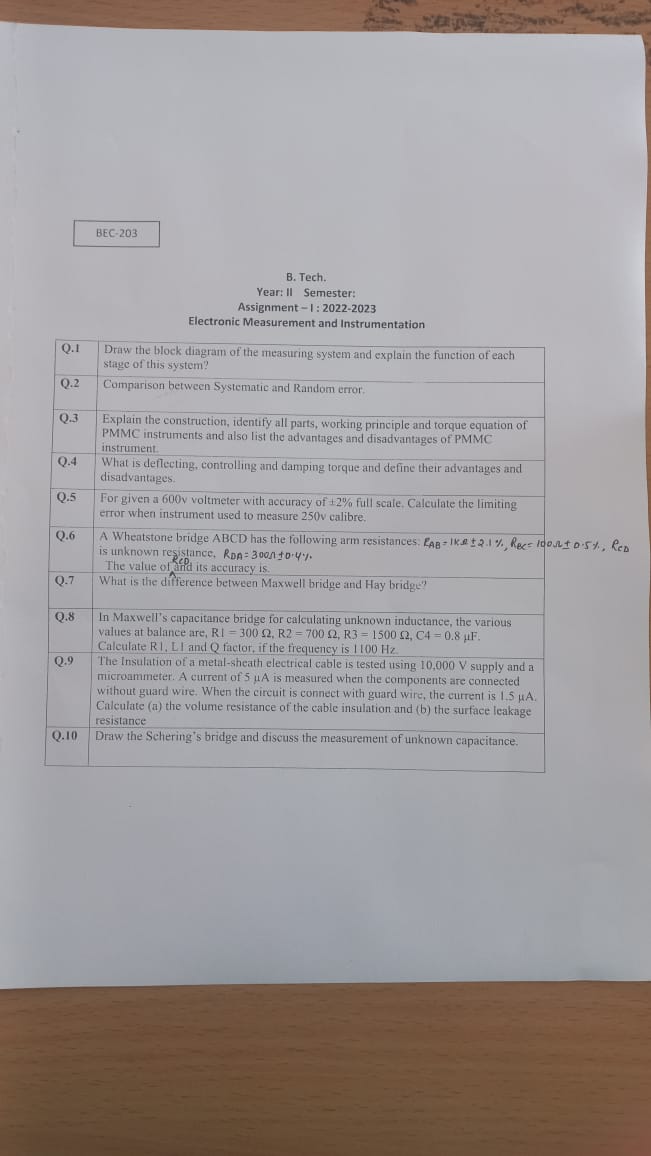 BEC-203
B. Tech.
Year: II Semester:
Assignment – I : 2022-2023
Electronic Measurement and Instrumentation
Q.1 Draw the block diagram of the measuring system and explain the function of each
stage of this system?
Q.2 Comparison between Systematic and Random error.
Q.3 Explain the construction, identify all parts, working principle and torque equation of
PMMC instruments and also list the advantages and disadvantages of PMMC
instrument.
Q.4 What is deflecting, controlling and damping torque and define their advantages and
disadvantages.
Q.5 For given a 600v voltmeter with accuracy of ±2% full scale. Calculate the limiting
error when instrument used to measure 250v calibre.
Q.6 A Wheatstone bridge ABCD has the following arm resistances: RAB = 1KΩ ± 2.1 %, RBC = 100Ω ± 0.5%, RCD
is unknown resistance, RDA = 300Ω ± 0.4%.
The value of RCD and its accuracy is.
Q.7 What is the difference between Maxwell bridge and Hay bridge?
Q.8 In Maxwell's capacitance bridge for calculating unknown inductance, the various
values at balance are, R1 = 300 Ω, R2 = 700 Ω, R3 = 1500 Ω, C4 = 0.8 μF.
Calculate R1, L1 and Q factor, if the frequency is 1100 Hz.
Q.9 The Insulation of a metal-sheath electrical cable is tested using 10,000 V supply and a
microammeter. A current of 5 μA is measured when the components are connected
without guard wire. When the circuit is connect with guard wire, the current is 1.5 μA.
Calculate (a) the volume resistance of the cable insulation and (b) the surface leakage
resistance
Q.10 Draw the Schering's bridge and discuss the measurement of unknown capacitance.